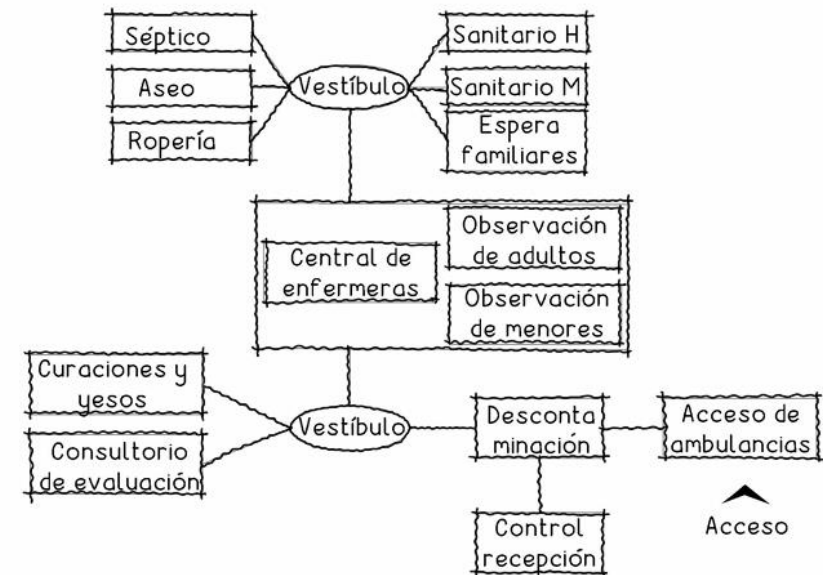 Séptico
Aseo
Ropería
Vestíbulo
Sanitario H
Sanitario M
Espera
familiares
Central de
enfermeras
Observación
de adultos
Observación
de menores
Curaciones y
yesos
Consultorio
de evaluación
Vestíbulo
Desconta
minación
Acceso de
ambulancias
Control
recepción
Acceso